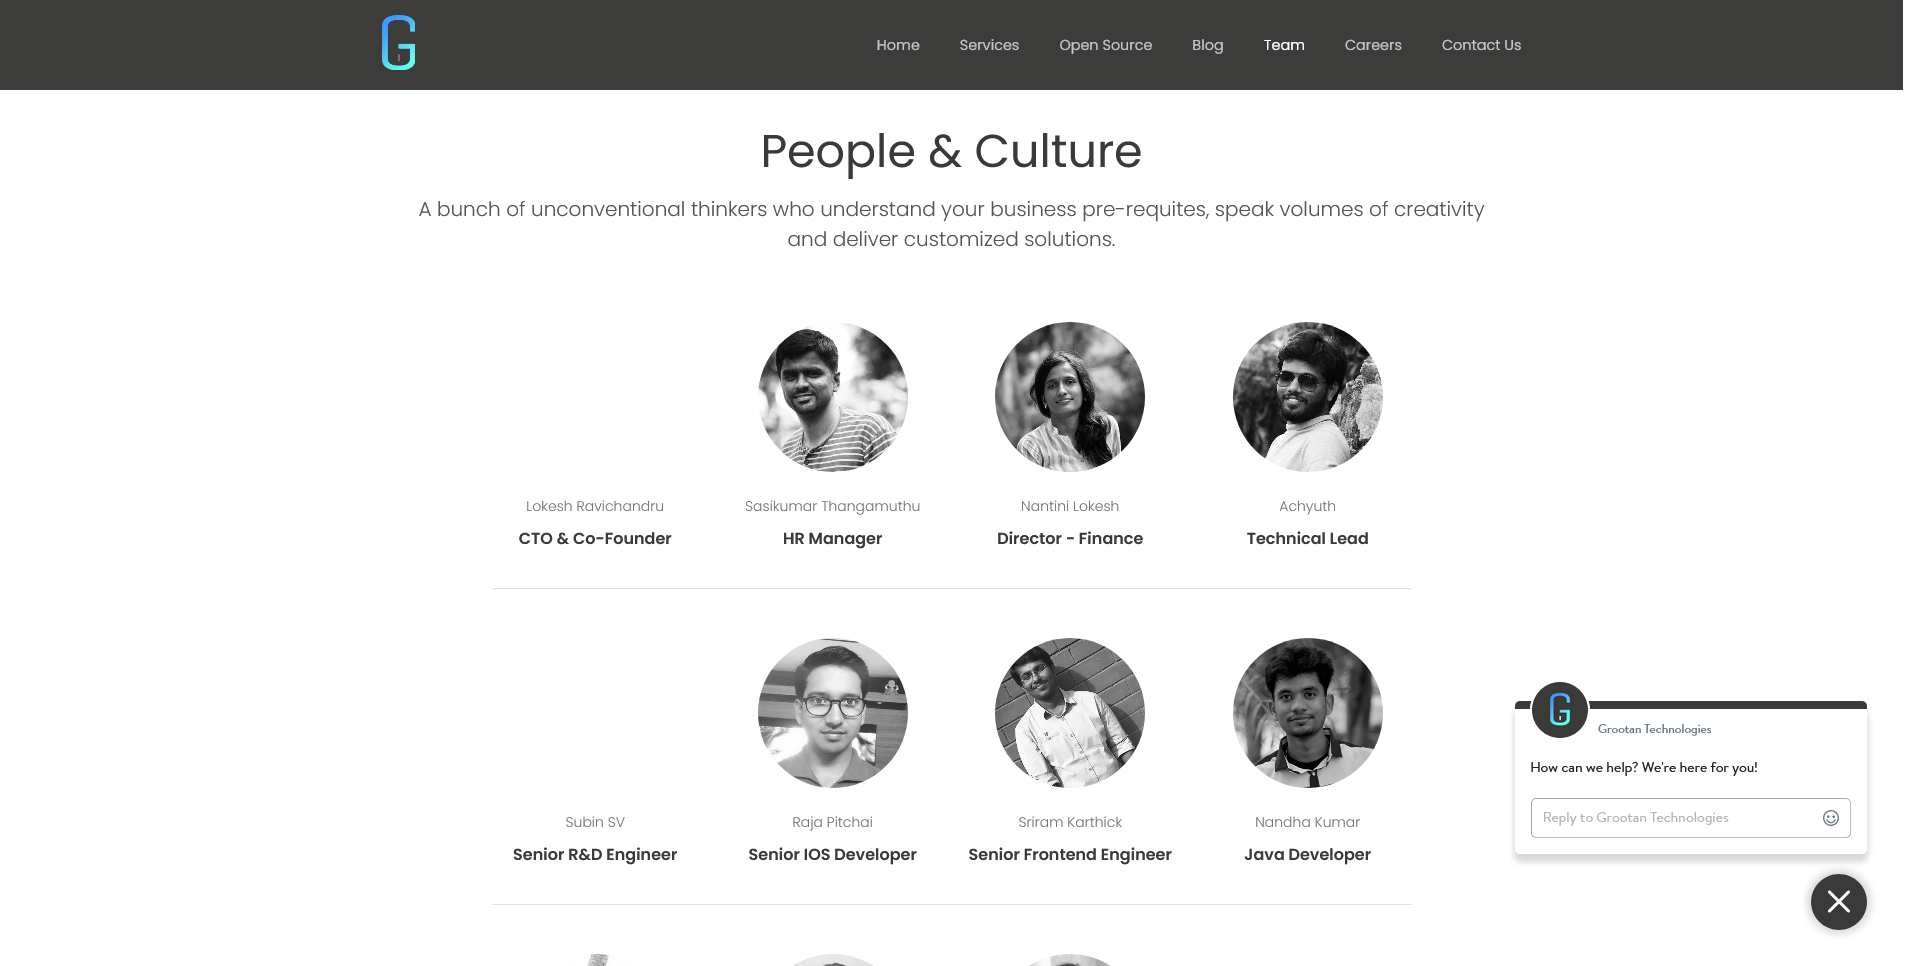 Home
Services
Open Source
Blog
Team
Careers
Contact Us
People & Culture
A bunch of unconventional thinkers who understand your business pre-requites, speak volumes of creativity
and deliver customized solutions.
Lokesh Ravichandru
CTO & Co-Founder
Sasikumar Thangamuthu
HR Manager
Nantini Lokesh
Director - Finance
Achyuth
Technical Lead
Subin SV
Senior R&D Engineer
Raja Pitchai
Senior IOS Developer
Sriram Karthick
Senior Frontend Engineer
Nandha Kumar
Java Developer
Grootan Technologies
How can we help? We're here for you!
Reply to Grootan Technologies